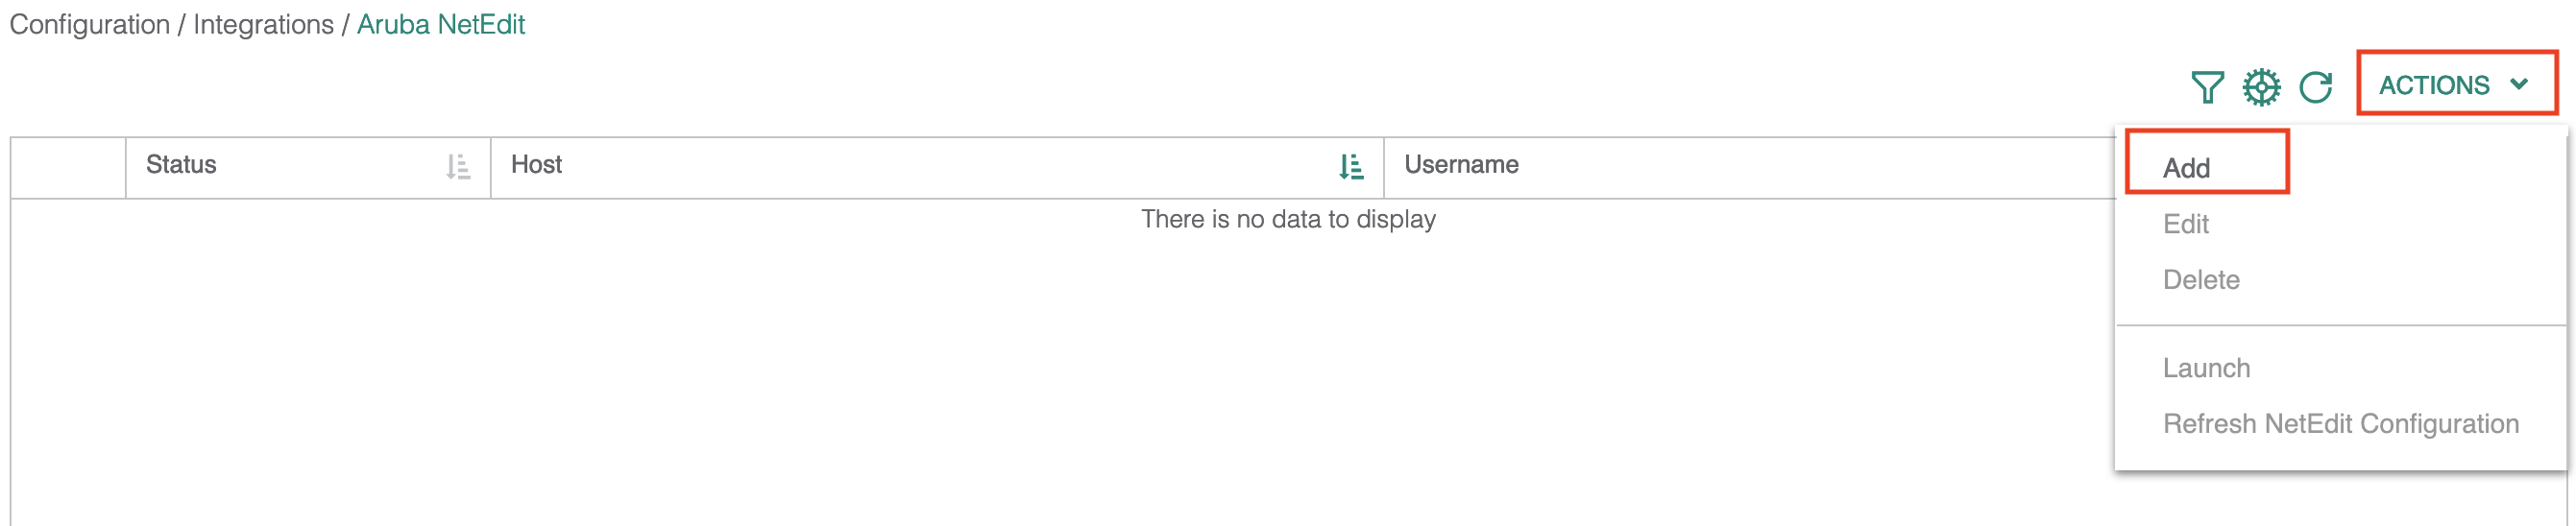 Configuration / Integrations / Aruba NetEdit
ACTIONS
Status
Host
Username
There is no data to display
Add
Edit
Delete
Launch
Refresh NetEdit Configuration